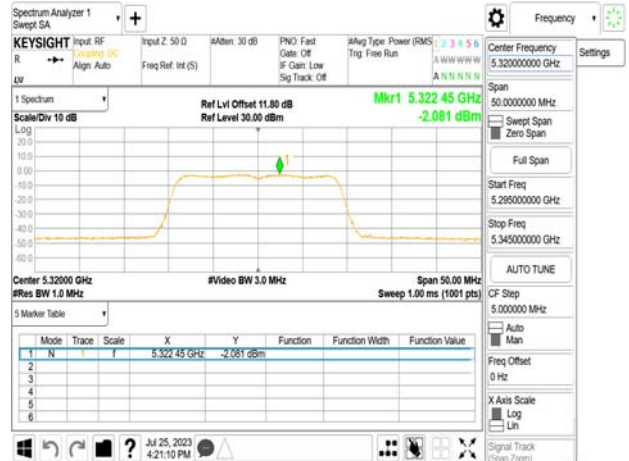 Spectrum Analyzer 1
Swept SA
+
Frequency
KEYSIGHT
R
Input: RF
Coupling: DC
Align: Auto
Input Z: 50 Ω
Freq Ref: Int (S)
#Atten: 30 dB
PNO: Fast
Gate: Off
IF Gain: Low
Sig Track: Off
#Avg Type: Power (RMS
Trig: Free Run
1 2 3 4 5 6
A W W W W W
A N N N N N
1 Spectrum
Scale/Div 10 dB
Ref Lvl Offset 11.80 dB
Ref Level 30.00 dBm
Mkr1 5.322 45 GHz
-2.081 dBm
Log
20.0
10.0
0.00
-10.0
-20.0
-30.0
-40.0
-50.0
-60.0
1
Center 5.32000 GHz
#Video BW 3.0 MHz
Span 50.00 MHz
#Res BW 1.0 MHz
Sweep 1.00 ms (1001 pts)
5 Marker Table
Mode Trace Scale X Y Function Function Width Function Value
1 N 1 f 5.322 45 GHz -2.081 dBm
2
3
4
5
6
Jul 25, 2023
4:21:10 PM
?
Settings
Center Frequency
5.320000000 GHz
Span
50.0000000 MHz
Swept Span
Zero Span
Full Span
Start Freq
5.295000000 GHz
Stop Freq
5.345000000 GHz
AUTO TUNE
CF Step
5.000000 MHz
Auto
Man
Freq Offset
0 Hz
X Axis Scale
Log
Lin
Signal Track
(Span Zoom)